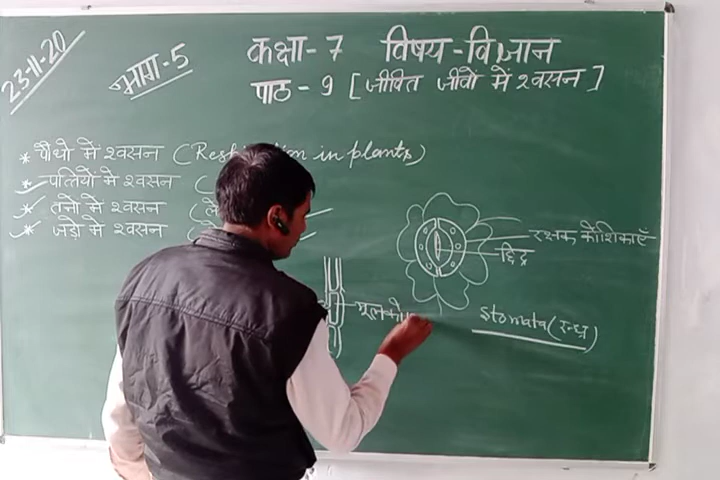 23-11-20
भाग-5
कक्षा-7 विषय-विज्ञान
पाठ-9 [जीवित जीवों में श्वसन]
* पौधो में श्वसन ( in plants)
* पत्तियों मे श्वसन (
* तनो मे श्वसन (
* जड़ो मे श्वसन (
रक्षक कौशिकाएँ
छिद्र
stomata (रन्ध्र)